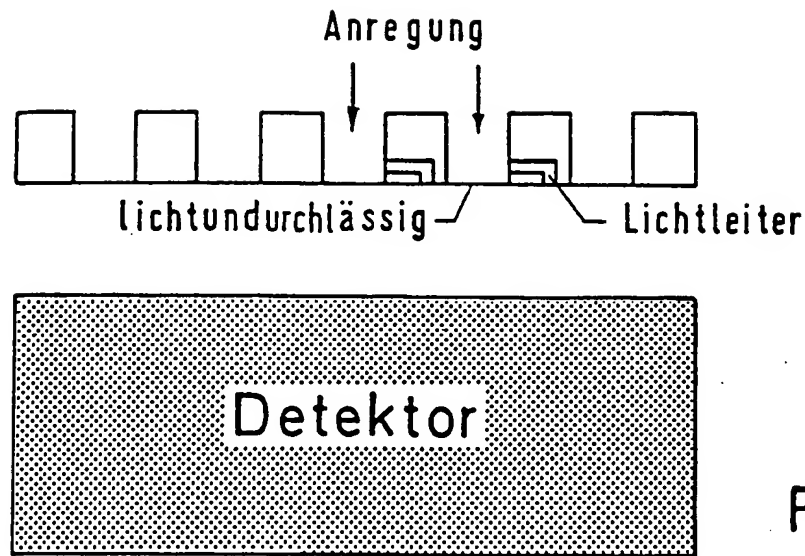 Anregung
lichtundurchlässig
Lichtleiter
Detektor
F